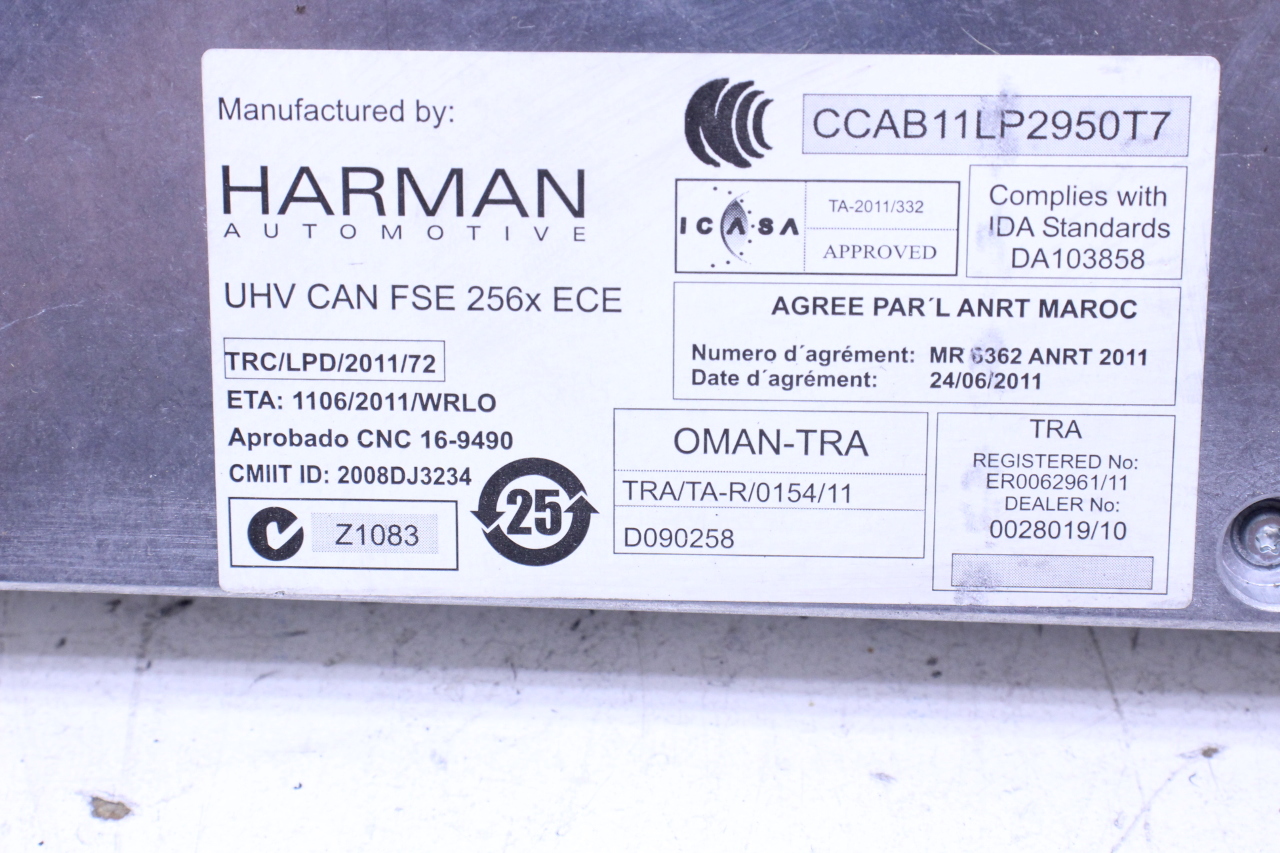 Manufactured by:
HARMAN
AUTOMOTIVE
UHV CAN FSE 256x ECE
TRC/LPD/2011/72
ETA: 1106/2011/WRLO
Aprobado CNC 16-9490
CMIIT ID: 2008DJ3234
Z1083
25
CCAB11LP2950T7
ICASA
TA-2011/332
APPROVED
Complies with
IDA Standards
DA103858
AGREE PAR´L ANRT MAROC
Numero d´agrément: MR 6362 ANRT 2011
Date d´agrément: 24/06/2011
OMAN-TRA
TRA/TA-R/0154/11
D090258
TRA
REGISTERED No:
ER0062961/11
DEALER No:
0028019/10